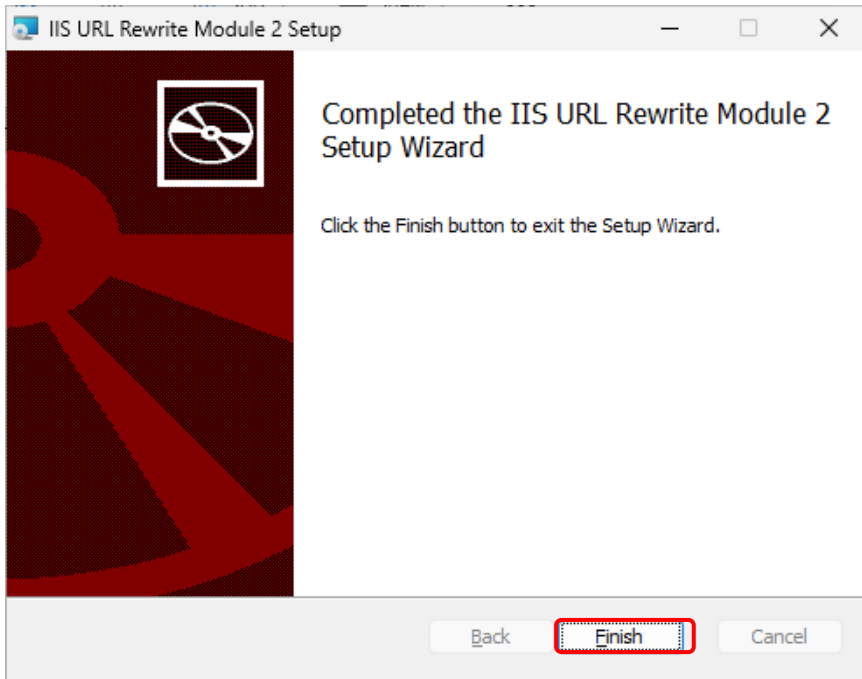 IIS URL Rewrite Module 2 Setup
Completed the IIS URL Rewrite Module 2
Setup Wizard
Click the Finish button to exit the Setup Wizard.
Back
Finish
Cancel